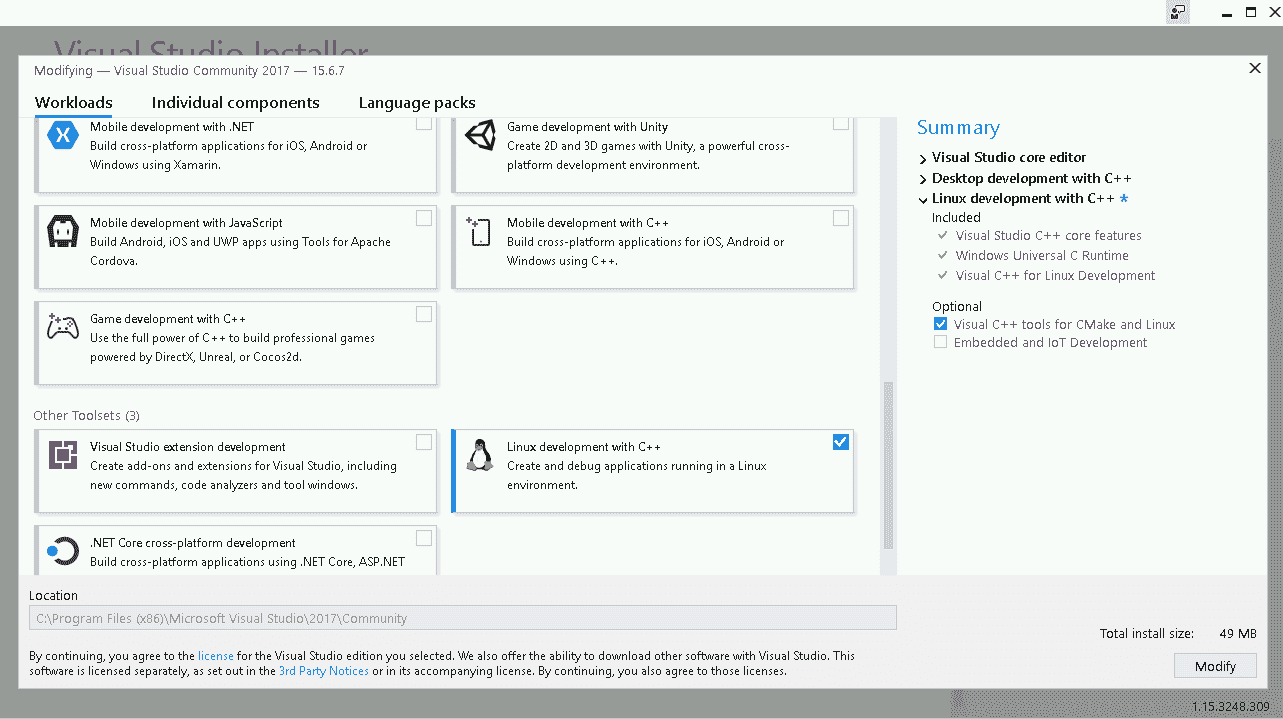 Visual Studio Installer
Modifying — Visual Studio Community 2017 — 15.6.7
Workloads
Individual components
Language packs
Mobile development with .NET
Build cross-platform applications for iOS, Android or
Windows using Xamarin.
Game development with Unity
Create 2D and 3D games with Unity, a powerful cross-
platform development environment.
Mobile development with JavaScript
Build Android, iOS and UWP apps using Tools for Apache
Cordova.
Mobile development with C++
Build cross-platform applications for iOS, Android or
Windows using C++.
Game development with C++
Use the full power of C++ to build professional games
powered by DirectX, Unreal, or Cocos2d.
Other Toolsets (3)
Visual Studio extension development
Create add-ons and extensions for Visual Studio, including
new commands, code analyzers and tool windows.
Linux development with C++
Create and debug applications running in a Linux
environment.
.NET Core cross-platform development
Build cross-platform applications using .NET Core, ASP.NET
Summary
Visual Studio core editor
Desktop development with C++
Linux development with C++ *
Included
Visual Studio C++ core features
Windows Universal C Runtime
Visual C++ for Linux Development
Optional
Visual C++ tools for CMake and Linux
Embedded and IoT Development
Location
C:\Program Files (x86)\Microsoft Visual Studio\2017\Community
By continuing, you agree to the license for the Visual Studio edition you selected. We also offer the ability to download other software with Visual Studio. This
software is licensed separately, as set out in the 3rd Party Notices or in its accompanying license. By continuing, you also agree to those licenses.
Total install size: 49 MB
Modify
1.15.3248.309